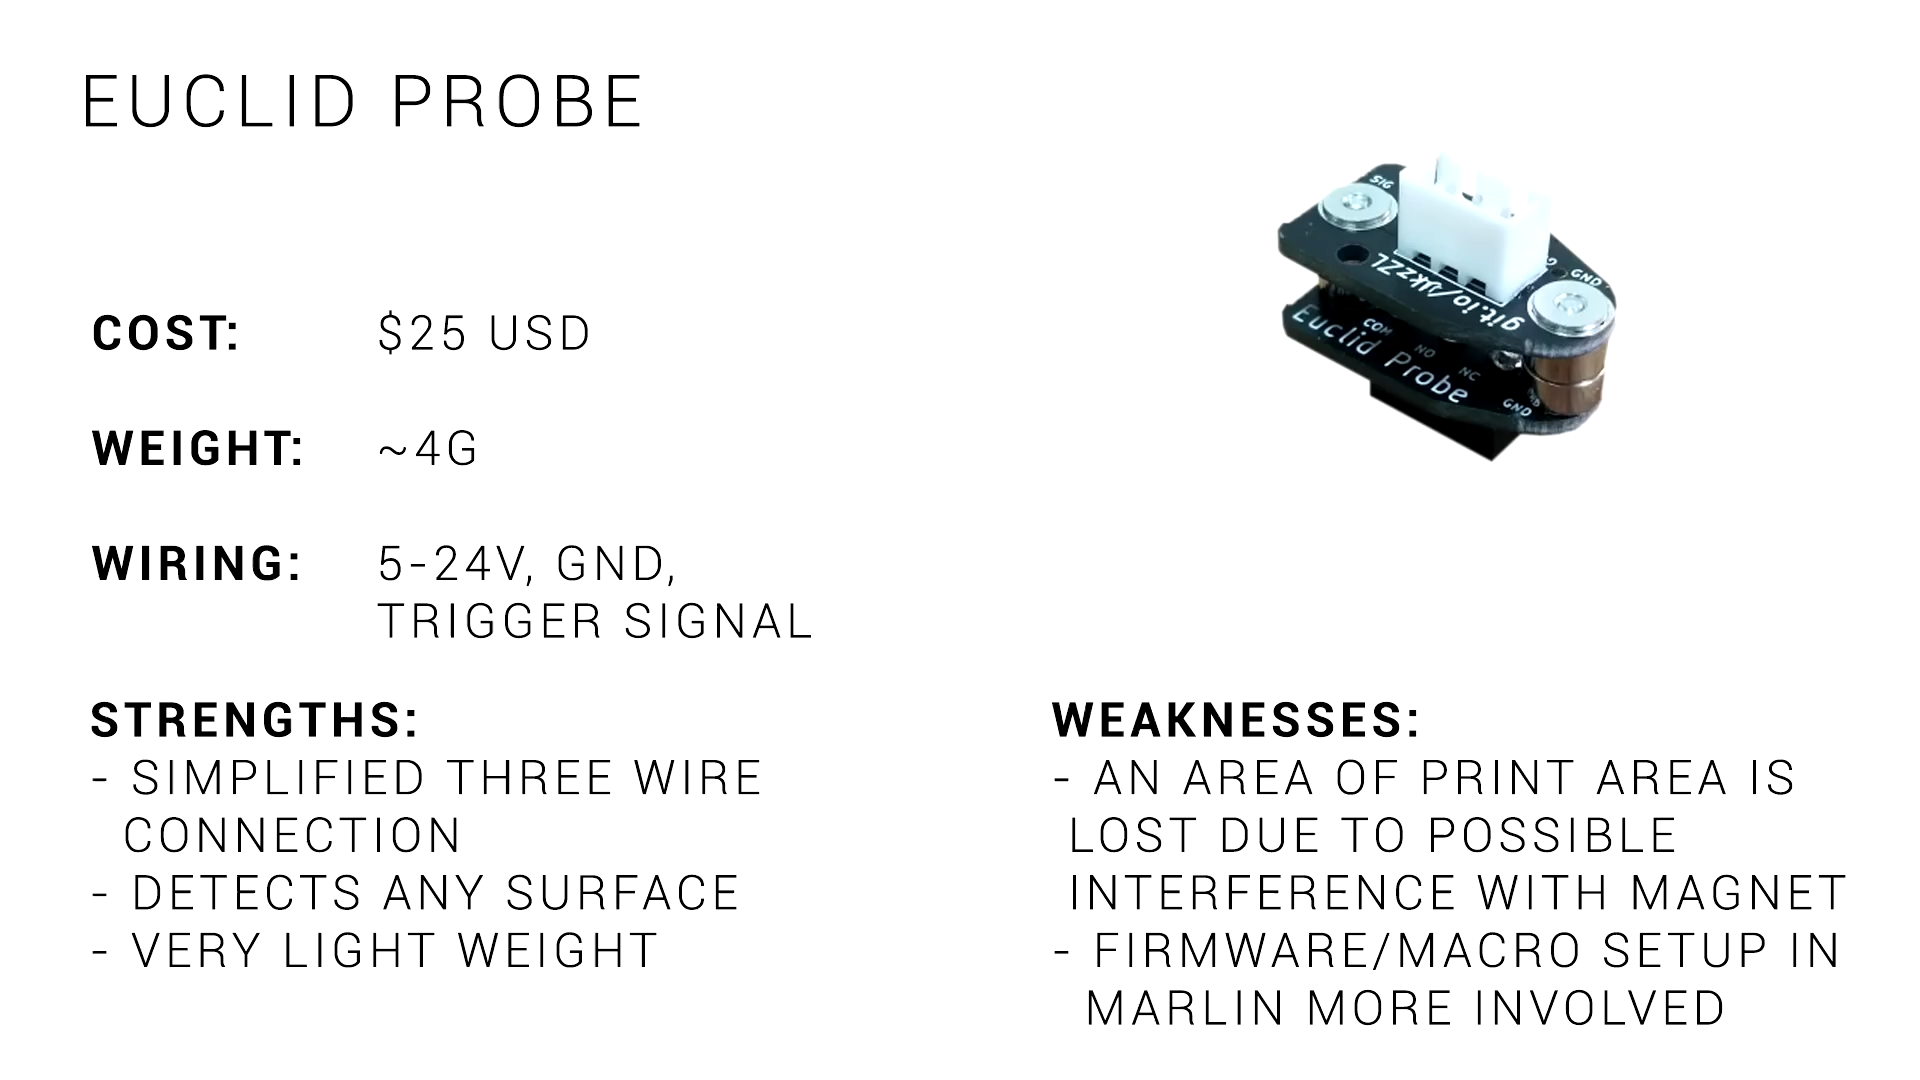 EUCLID PROBE
COST: $25 USD
WEIGHT: ~4G
WIRING: 5-24V, GND,
TRIGGER SIGNAL
STRENGTHS:
- SIMPLIFIED THREE WIRE
CONNECTION
- DETECTS ANY SURFACE
- VERY LIGHT WEIGHT
WEAKNESSES:
- AN AREA OF PRINT AREA IS
LOST DUE TO POSSIBLE
INTERFERENCE WITH MAGNET
- FIRMWARE/MACRO SETUP IN
MARLIN MORE INVOLVED
SIG
GND
COM
NO
NC
Euclid Probe
GND